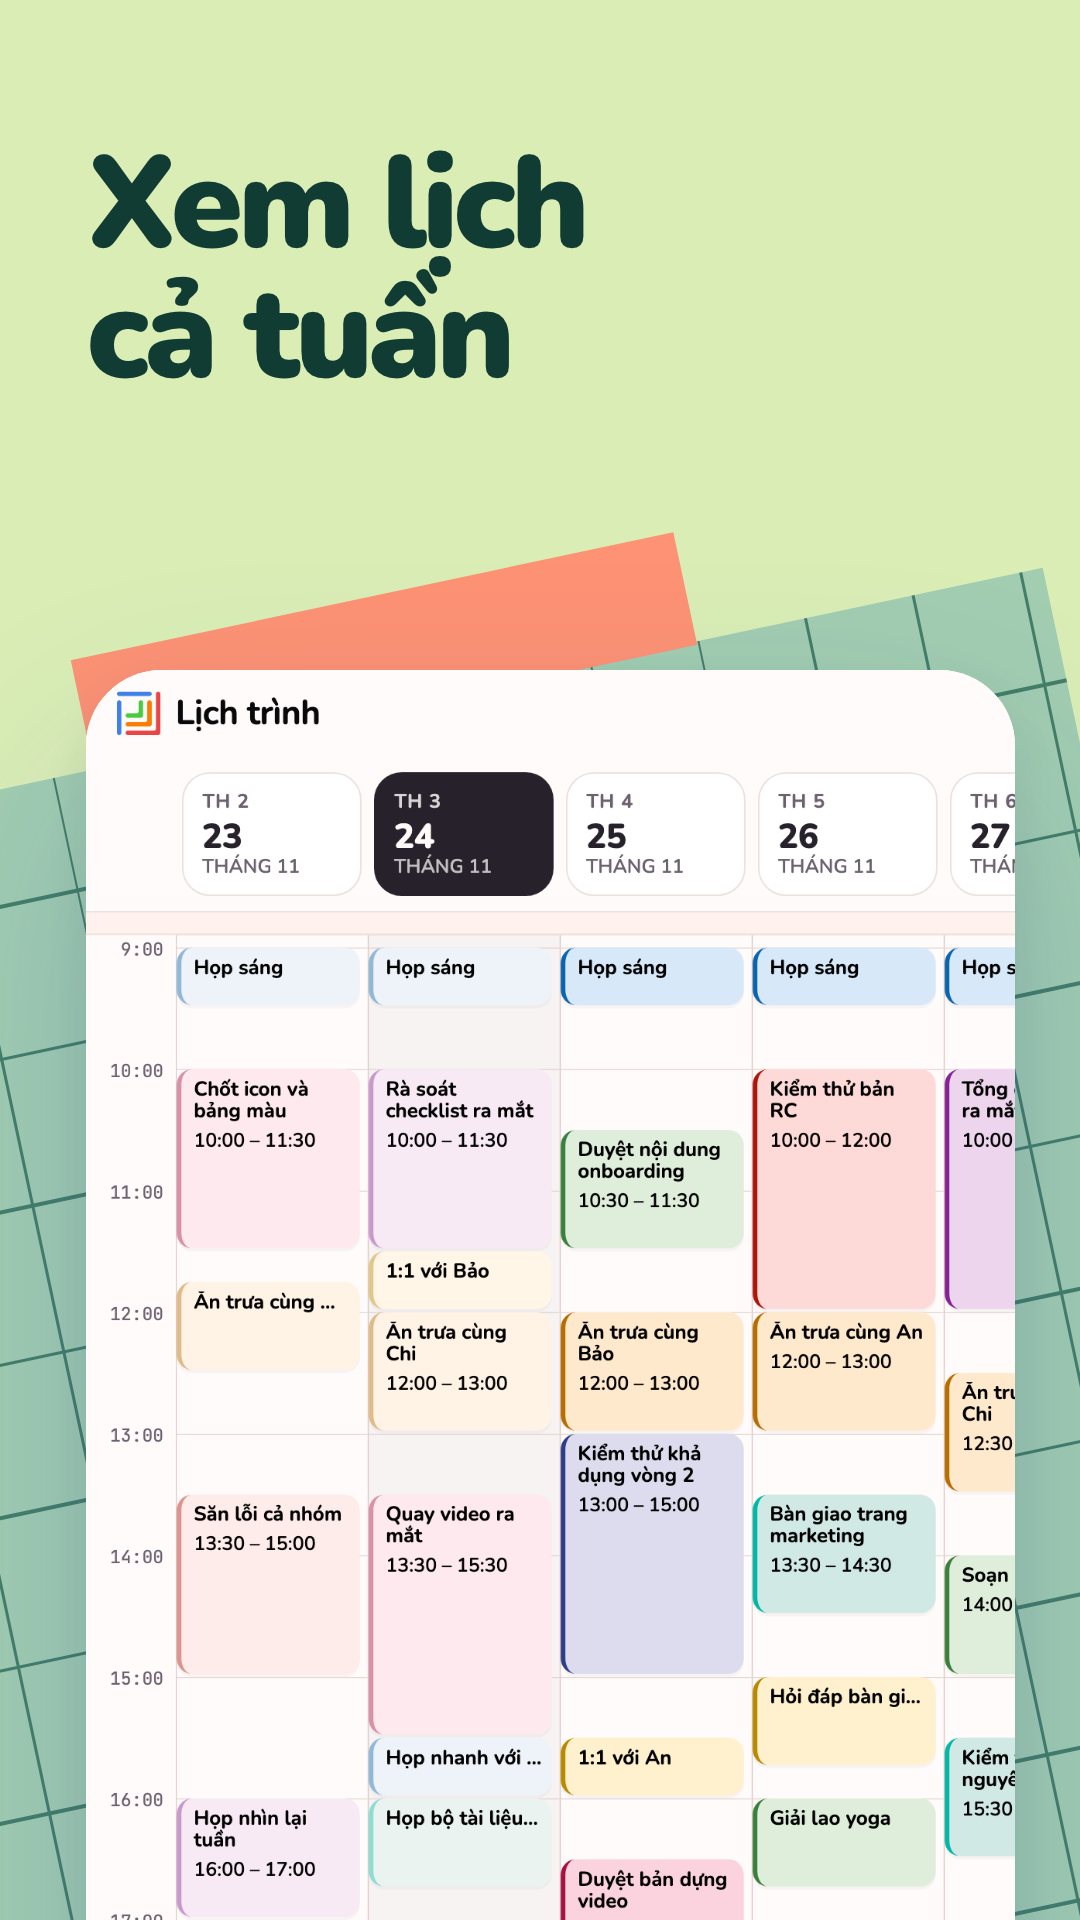 Xem lịch
cả tuần
Lịch trình
TH 2
23
THÁNG 11
TH 3
24
THÁNG 11
TH 4
25
THÁNG 11
TH 5
26
THÁNG 11
TH 6
27
9:00
Họp sáng
Họp sáng
Họp sáng
Họp sáng
Họp
10:00
Chốt icon và
bảng màu
10:00 – 11:30
Rà soát
checklist ra mắt
10:00 – 11:30
Duyệt nội dung
onboarding
10:30 – 11:30
Kiểm thử bản
RC
10:00 – 12:00
Tổng
ra
10:00
11:00
1:1 với Bảo
Ăn trưa cùng ...
12:00
Ăn trưa cùng
Chi
12:00 – 13:00
Ăn trưa cùng
Bảo
12:00 – 13:00
Ăn trưa cùng An
12:00 – 13:00
Ăn
Chi
12:30
13:00
Kiểm thử khả
dụng vòng 2
13:00 – 15:00
Săn lỗi cả nhóm
13:30 – 15:00
Quay video ra
mắt
13:30 – 15:30
Bàn giao trang
marketing
13:30 – 14:30
14:00
Soạn
14:00
15:00
Hỏi đáp bàn gi...
Họp nhanh với ...
1:1 với An
Kiểm
15:30
16:00
Họp nhìn lại
tuần
16:00 – 17:00
Họp bộ tài liệu...
Giải lao yoga
Duyệt bản dựng
video